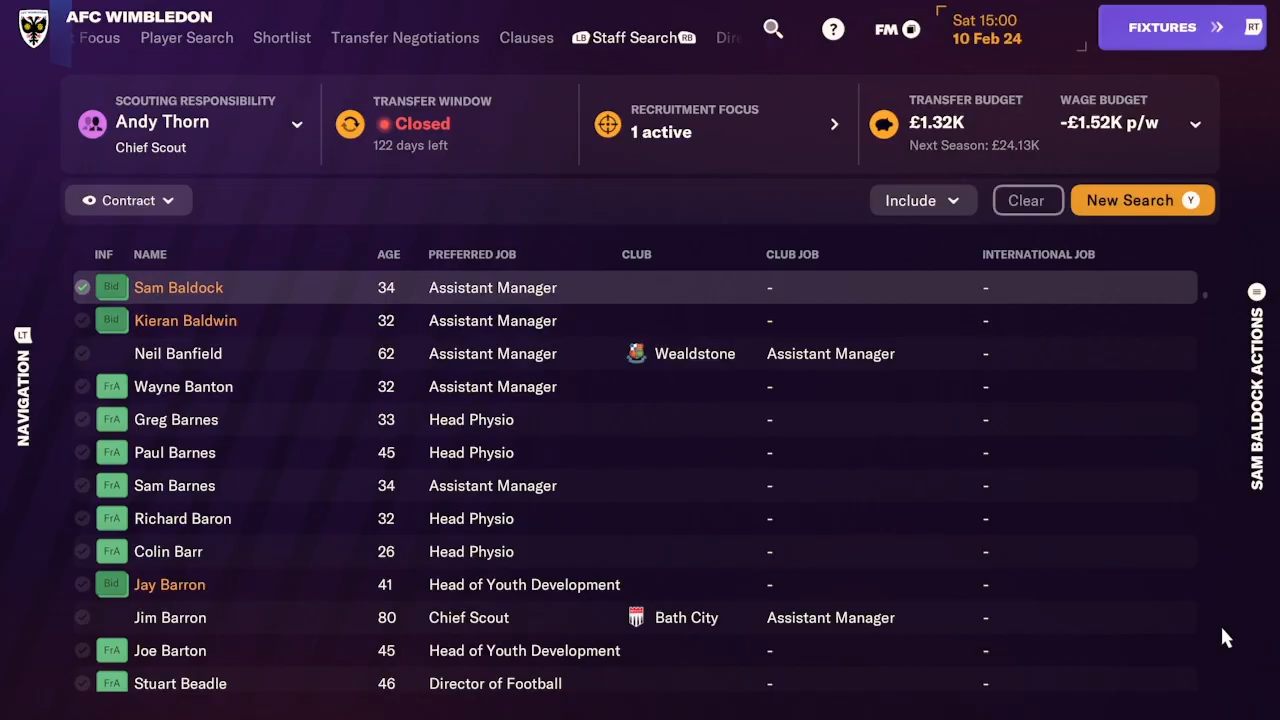 AFC WIMBLEDON
Focus Player Search Shortlist Transfer Negotiations Clauses LB Staff Search RB Dir
? FM
Sat 15:00
10 Feb 24
FIXTURES RT
SCOUTING RESPONSIBILITY
Andy Thorn
Chief Scout
TRANSFER WINDOW
Closed
122 days left
RECRUITMENT FOCUS
1 active
TRANSFER BUDGET
£1.32K
Next Season: £24.13K
WAGE BUDGET
-£1.52K p/w
Contract
Include
Clear
New Search Y
INF NAME AGE PREFERRED JOB CLUB CLUB JOB INTERNATIONAL JOB
Bid Sam Baldock 34 Assistant Manager - -
Bid Kieran Baldwin 32 Assistant Manager - -
Neil Banfield 62 Assistant Manager Wealdstone Assistant Manager -
FrA Wayne Banton 32 Assistant Manager - -
FrA Greg Barnes 33 Head Physio - -
FrA Paul Barnes 45 Head Physio - -
FrA Sam Barnes 34 Assistant Manager - -
FrA Richard Baron 32 Head Physio - -
FrA Colin Barr 26 Head Physio - -
Bid Jay Barron 41 Head of Youth Development - -
Jim Barron 80 Chief Scout Bath City Assistant Manager -
FrA Joe Barton 45 Head of Youth Development - -
FrA Stuart Beadle 46 Director of Football - -
LT
NAVIGATION
SAM BALDOCK ACTIONS